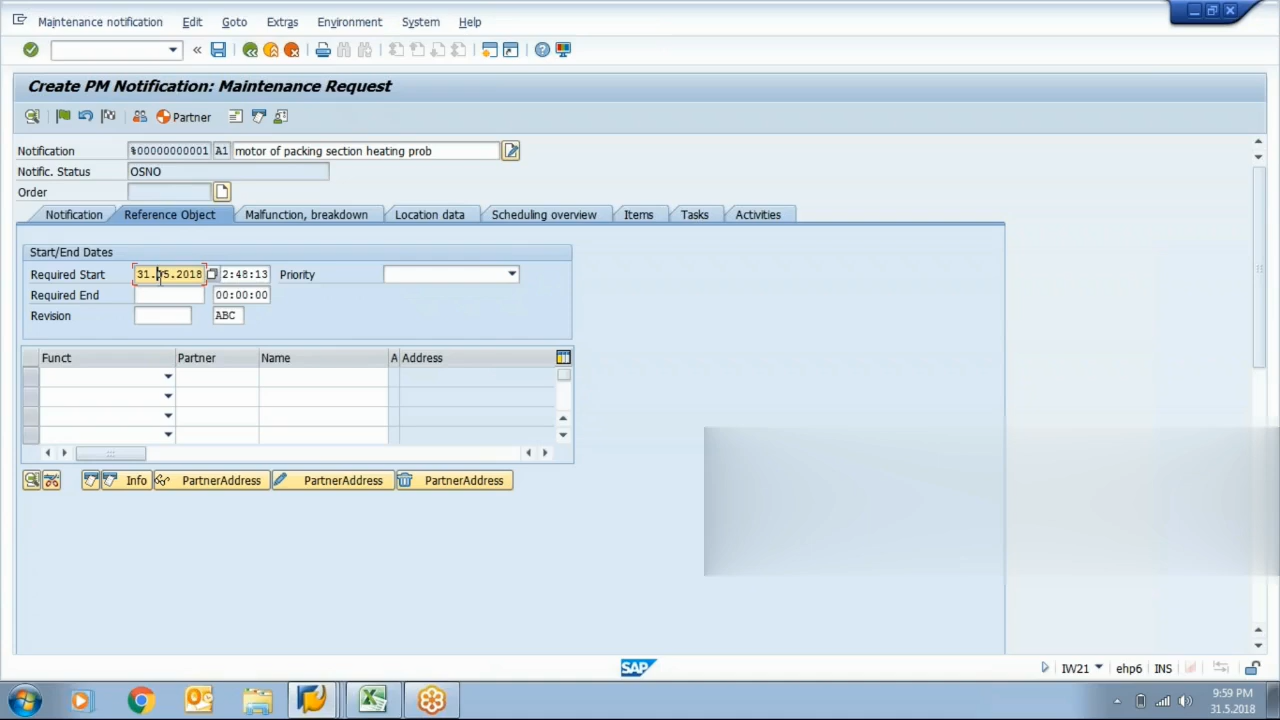 Maintenance notification Edit Goto Extras Environment System Help
Create PM Notification: Maintenance Request
Partner
Notification %00000000001 A1 motor of packing section heating prob
Notific. Status OSNO
Order
Notification Reference Object Malfunction, breakdown Location data Scheduling overview Items Tasks Activities
Start/End Dates
Required Start 31.05.2018 2:48:13 Priority
Required End 00:00:00
Revision ABC
Funct Partner Name A Address
Info PartnerAddress PartnerAddress PartnerAddress
SAP IW21 ehp6 INS
9:59 PM
31.5.2018